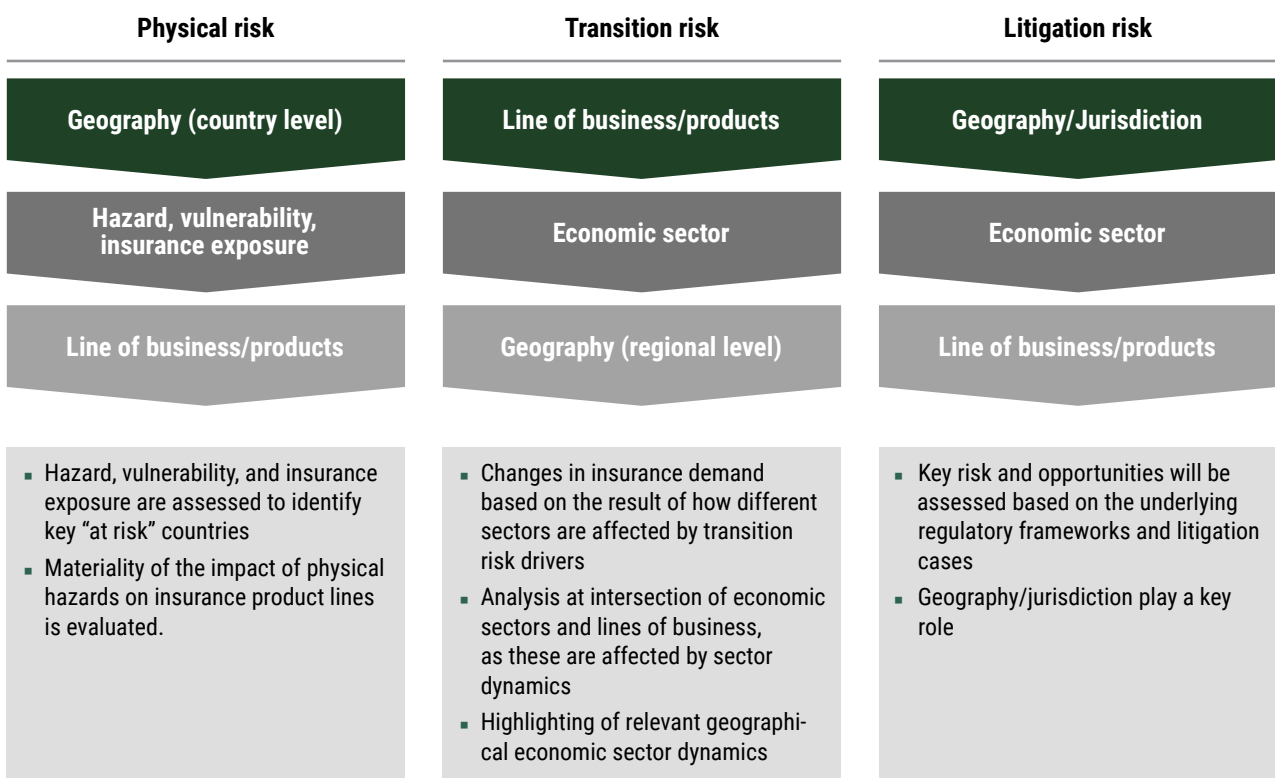 Physical risk
Geography (country level)
Hazard, vulnerability,
insurance exposure
Line of business/products
▪ Hazard, vulnerability, and insurance
exposure are assessed to identify
key “at risk” countries
▪ Materiality of the impact of physical
hazards on insurance product lines
is evaluated.
Transition risk
Line of business/products
Economic sector
Geography (regional level)
▪ Changes in insurance demand
based on the result of how different
sectors are affected by transition
risk drivers
▪ Analysis at intersection of economic
sectors and lines of business,
as these are affected by sector
dynamics
▪ Highlighting of relevant geographi-
cal economic sector dynamics
Litigation risk
Geography/Jurisdiction
Economic sector
Line of business/products
▪ Key risk and opportunities will be
assessed based on the underlying
regulatory frameworks and litigation
cases
▪ Geography/jurisdiction play a key
role